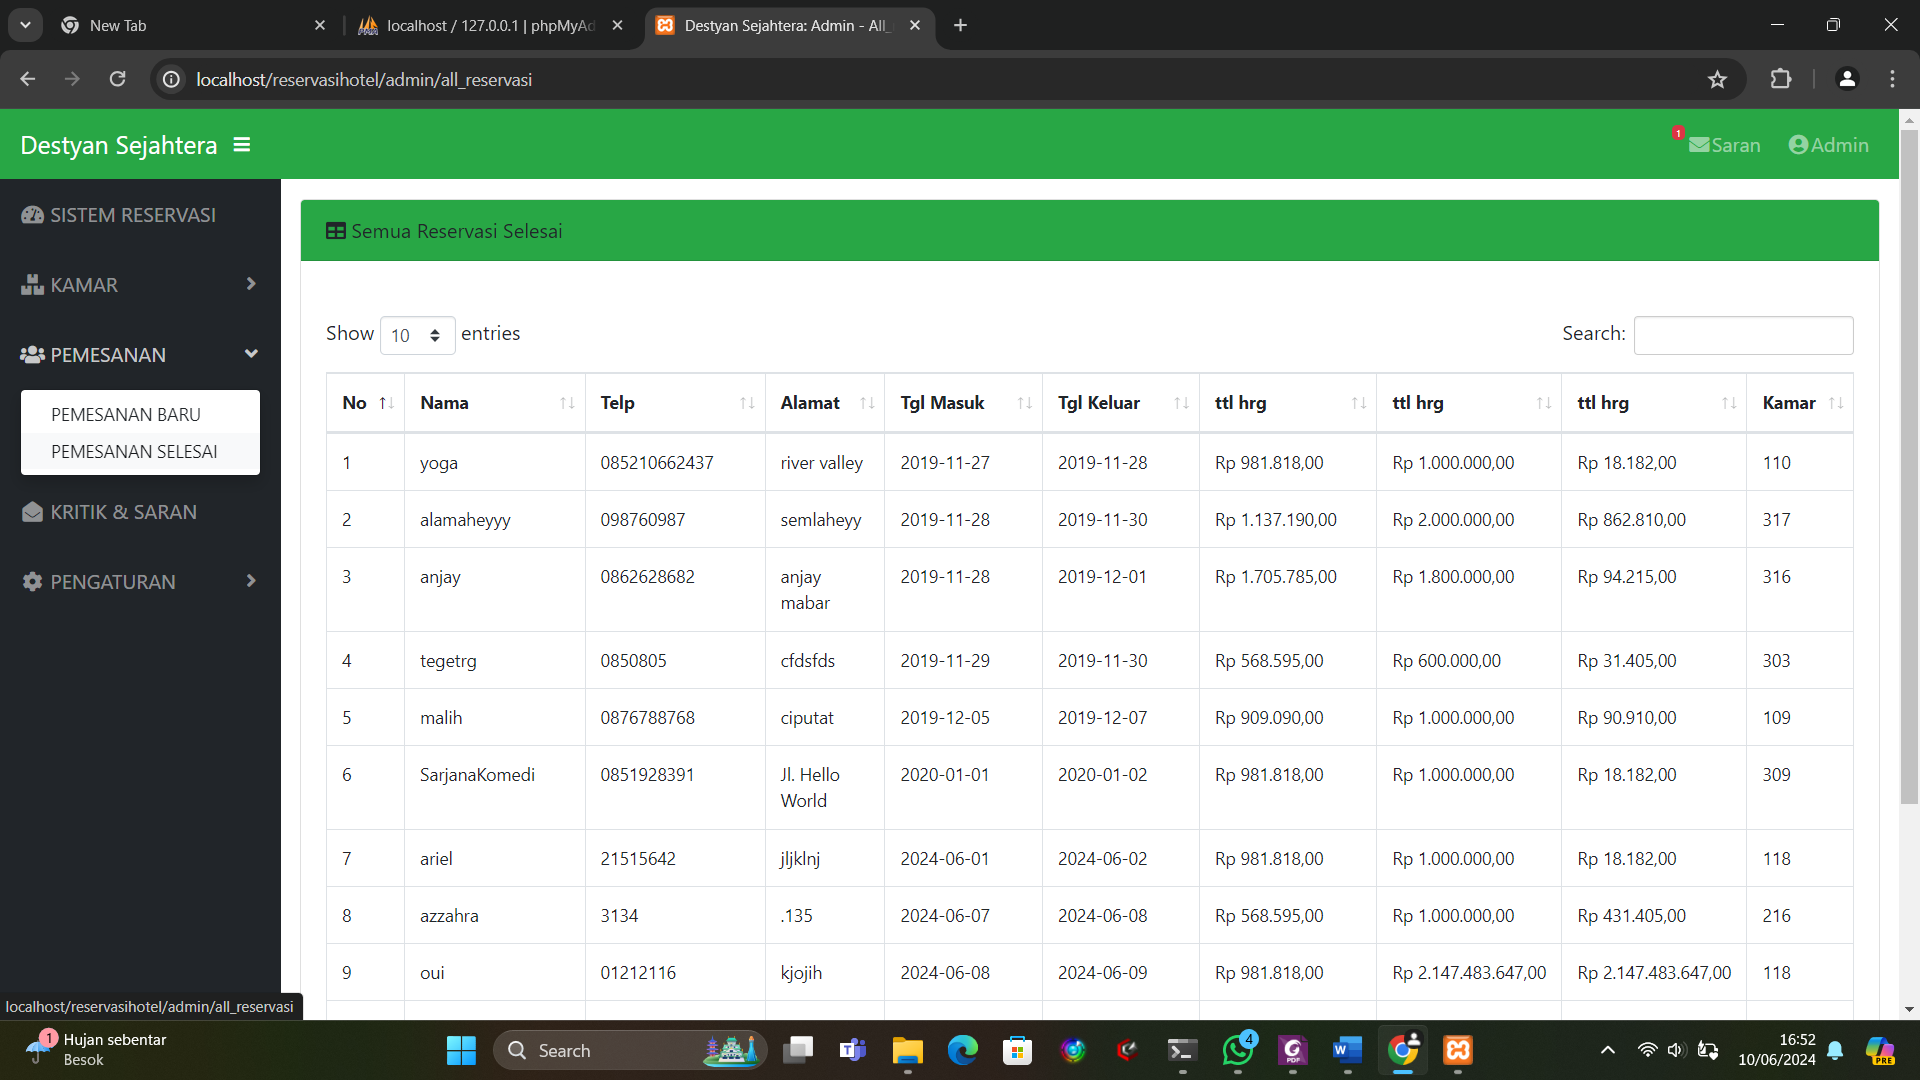 New Tab
localhost / 127.0.0.1 | phpMyAd
Destyan Sejahtera: Admin - All_
localhost/reservasihotel/admin/all_reservasi
Destyan Sejahtera
1
Saran
Admin
SISTEM RESERVASI
KAMAR
PEMESANAN
PEMESANAN BARU
PEMESANAN SELESAI
KRITIK & SARAN
PENGATURAN
Semua Reservasi Selesai
Show 10 entries
Search:
No Nama Telp Alamat Tgl Masuk Tgl Keluar ttl hrg ttl hrg ttl hrg Kamar
1 yoga 085210662437 river valley 2019-11-27 2019-11-28 Rp 981.818,00 Rp 1.000.000,00 Rp 18.182,00 110
2 alamaheyyy 098760987 semlaheyy 2019-11-28 2019-11-30 Rp 1.137.190,00 Rp 2.000.000,00 Rp 862.810,00 317
3 anjay 0862628682 anjay 2019-11-28 2019-12-01 Rp 1.705.785,00 Rp 1.800.000,00 Rp 94.215,00 316
mabar
4 tegetrg 0850805 cfdsfds 2019-11-29 2019-11-30 Rp 568.595,00 Rp 600.000,00 Rp 31.405,00 303
5 malih 0876788768 ciputat 2019-12-05 2019-12-07 Rp 909.090,00 Rp 1.000.000,00 Rp 90.910,00 109
6 SarjanaKomedi 0851928391 Jl. Hello 2020-01-01 2020-01-02 Rp 981.818,00 Rp 1.000.000,00 Rp 18.182,00 309
World
7 ariel 21515642 jljklnj 2024-06-01 2024-06-02 Rp 981.818,00 Rp 1.000.000,00 Rp 18.182,00 118
8 azzahra 3134 .135 2024-06-07 2024-06-08 Rp 568.595,00 Rp 1.000.000,00 Rp 431.405,00 216
9 oui 01212116 kjojih 2024-06-08 2024-06-09 Rp 981.818,00 Rp 2.147.483.647,00 Rp 2.147.483.647,00 118
localhost/reservasihotel/admin/all_reservasi
1
Hujan sebentar
Besok
Search
4
PDF
16:52
10/06/2024
PRE